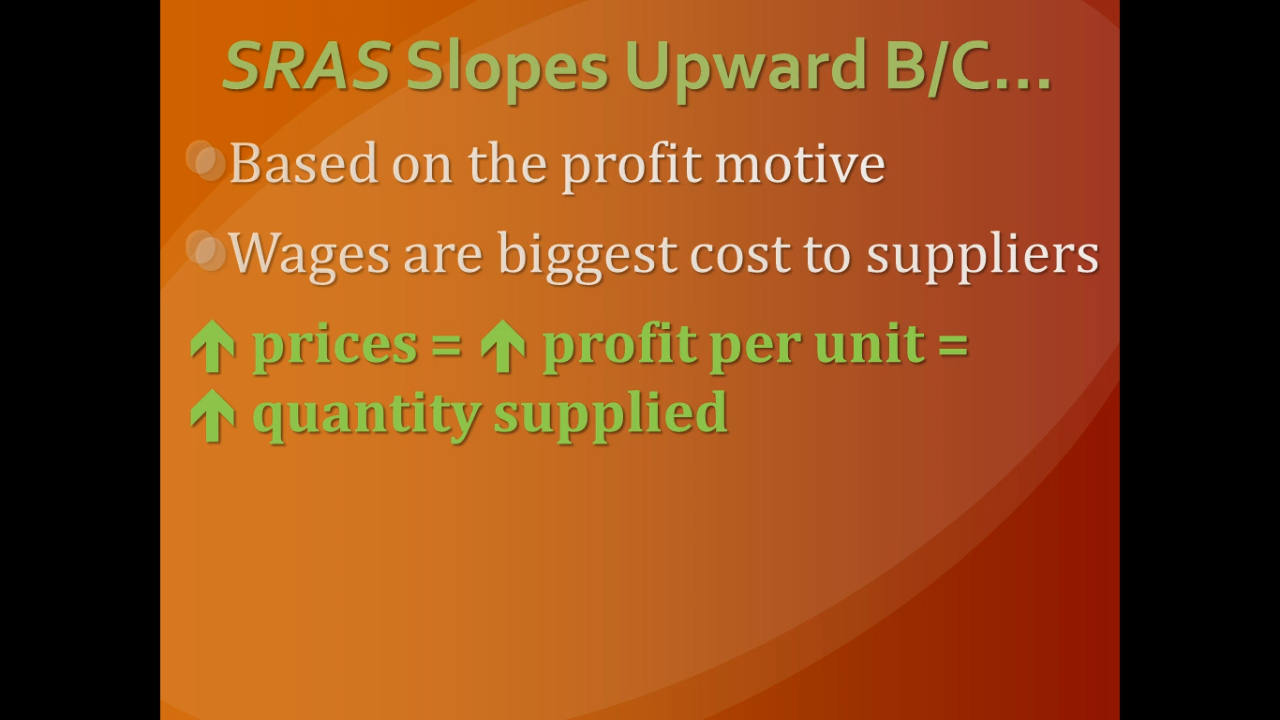 SRAS Slopes Upward B/C...
Based on the profit motive
Wages are biggest cost to suppliers
↑ prices = ↑ profit per unit =
↑ quantity supplied